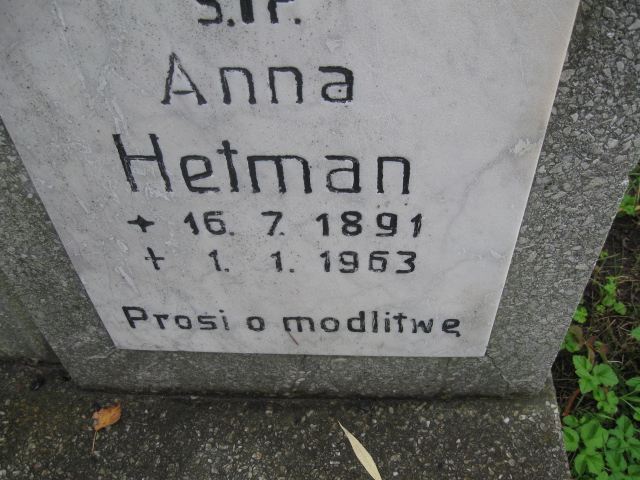 Ś.†P.
Anna
Hetman
+ 16. 7. 1891
† 1. 1. 1963
Prosi o modlitwę